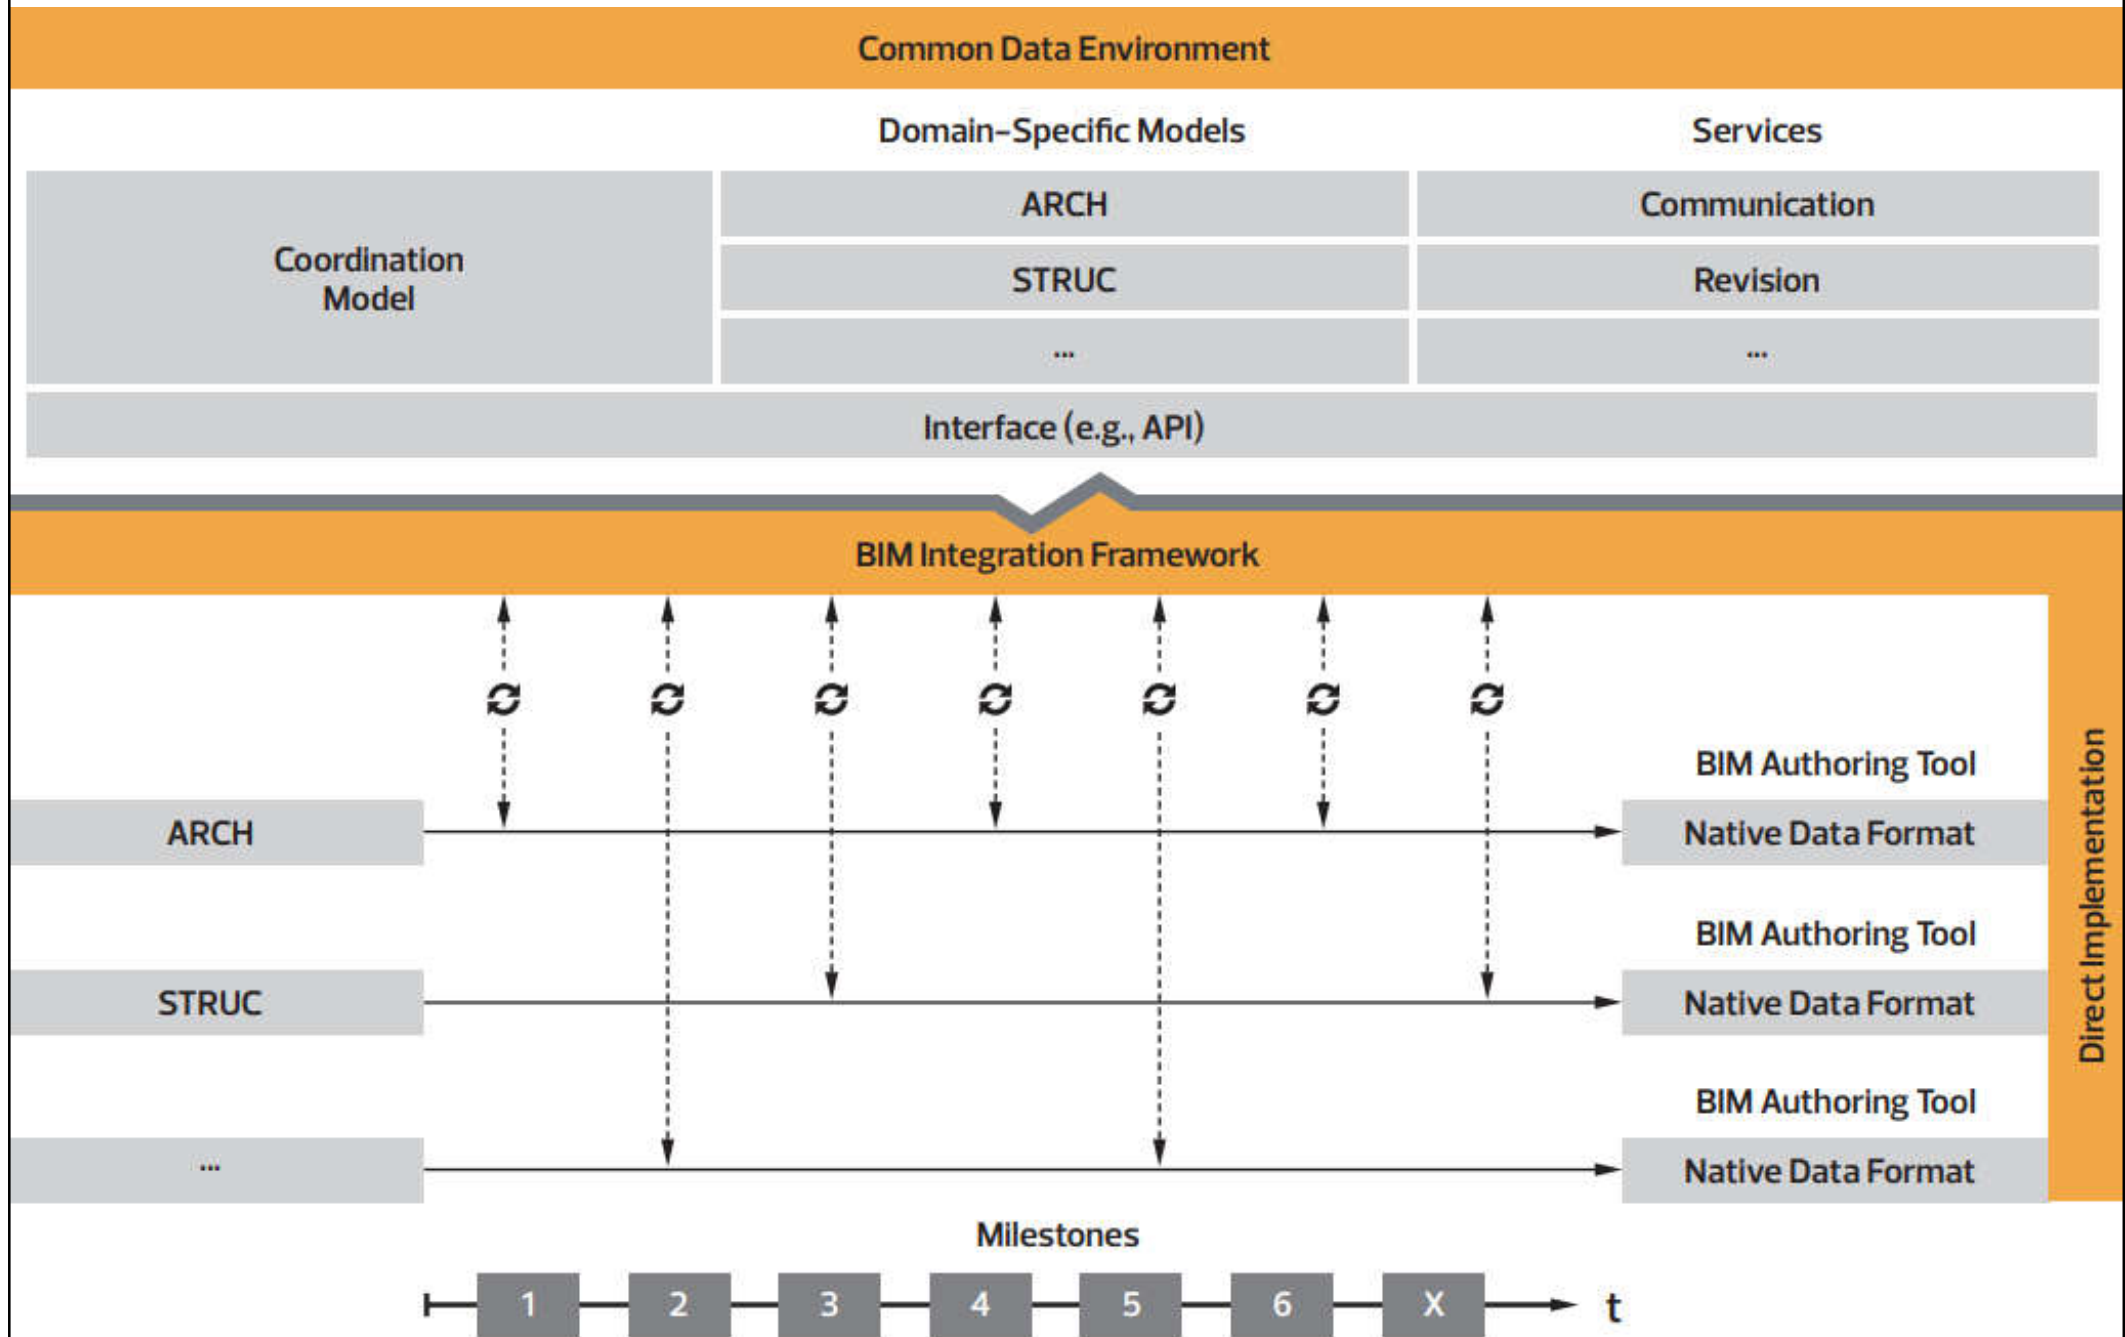 Common Data Environment
Domain-Specific Models
Services
Coordination
Model
ARCH
Communication
STRUC
Revision
...
...
Interface (e.g., API)
BIM Integration Framework
BIM Authoring Tool
ARCH
Native Data Format
BIM Authoring Tool
STRUC
Native Data Format
BIM Authoring Tool
...
Native Data Format
Direct Implementation
Milestones
1
2
3
4
5
6
X
t